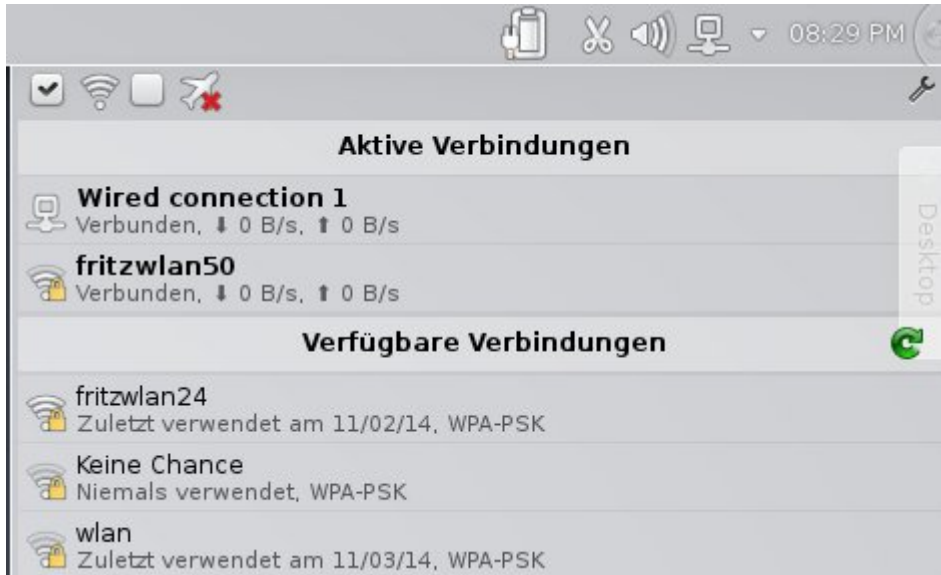 08:29 PM
Aktive Verbindungen
Wired connection 1
Verbunden, ⬇ 0 B/s, ⬆ 0 B/s
fritzwlan50
Verbunden, ⬇ 0 B/s, ⬆ 0 B/s
Desktop
Verfügbare Verbindungen
fritzwlan24
Zuletzt verwendet am 11/02/14, WPA-PSK
Keine Chance
Niemals verwendet, WPA-PSK
wlan
Zuletzt verwendet am 11/03/14, WPA-PSK